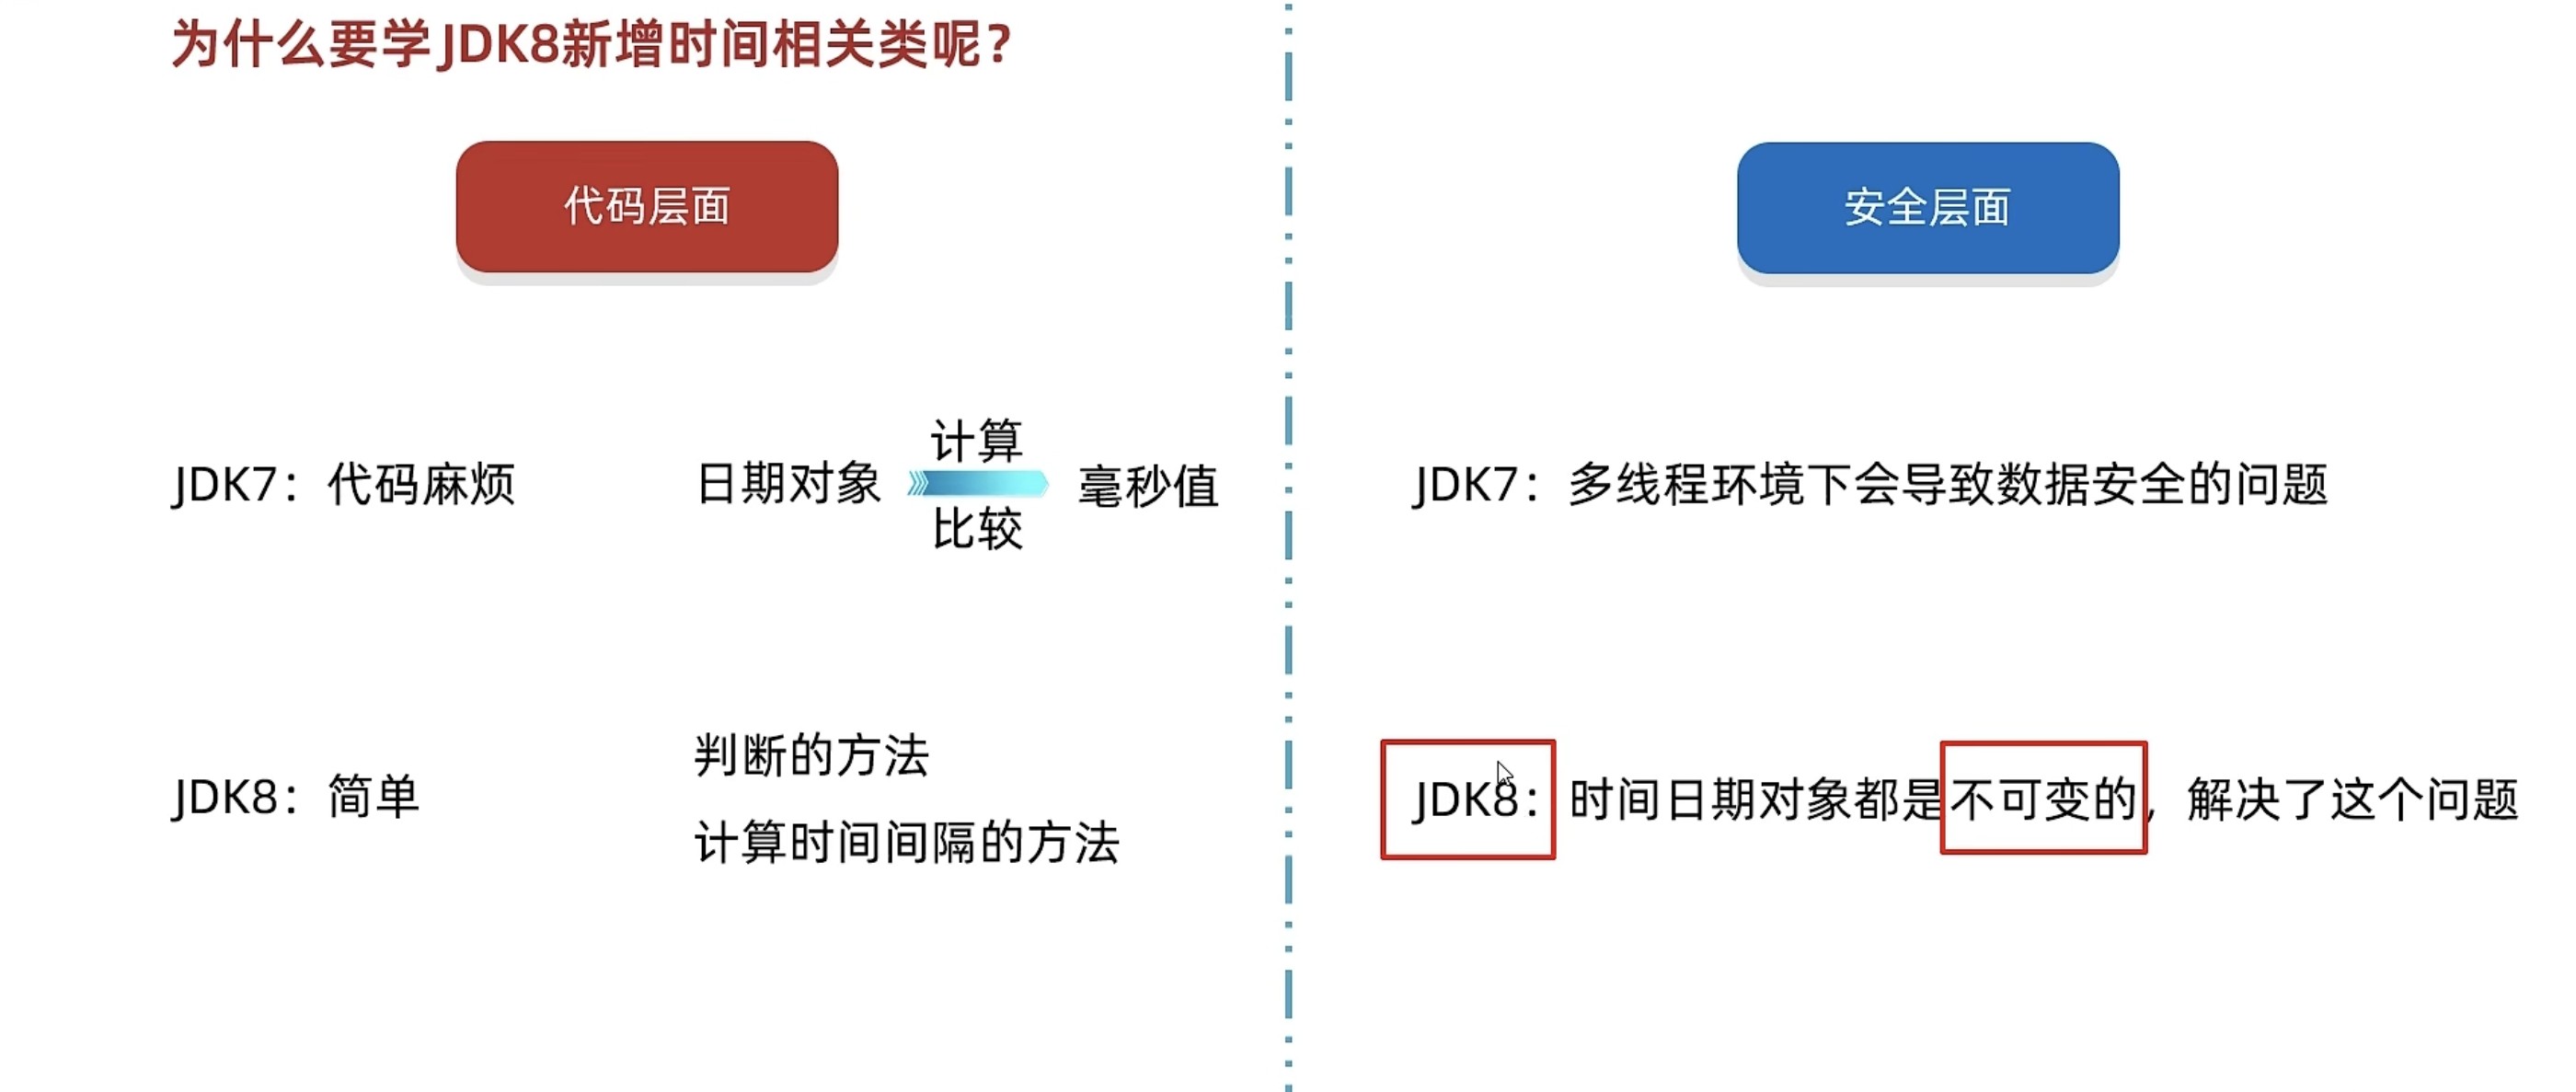 为什么要学JDK8新增时间相关类呢？
代码层面
JDK7：代码麻烦
日期对象
计算
比较
毫秒值
JDK8：简单
判断的方法
计算时间间隔的方法
安全层面
JDK7：多线程环境下会导致数据安全的问题
JDK8：时间日期对象都是不可变的，解决了这个问题